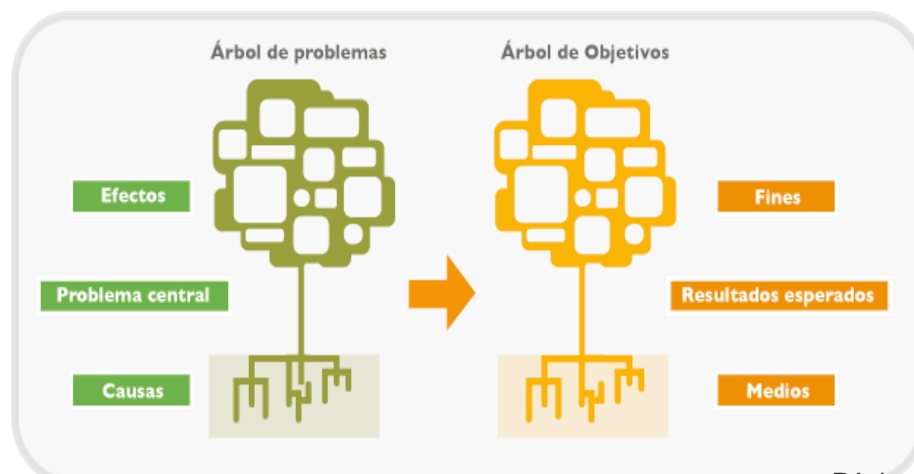 Árbol de problemas
Árbol de Objetivos
Efectos
Fines
Problema central
Resultados esperados
Causas
Medios